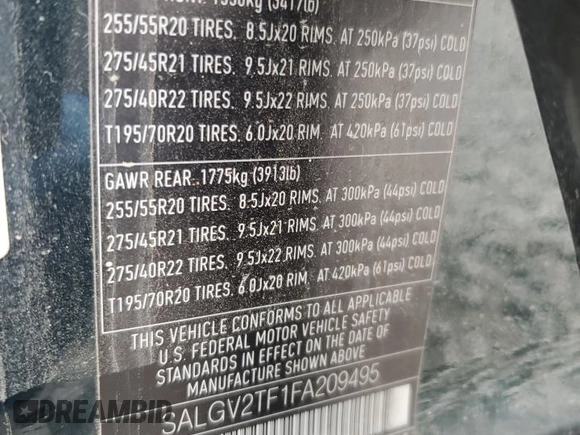 1550kg (3417lb)
255/55R20 TIRES. 8.5Jx20 RIMS. AT 250kPa (37psi) COLD
275/45R21 TIRES. 9.5Jx21 RIMS. AT 250kPa (37psi) COLD
275/40R22 TIRES. 9.5Jx22 RIMS. AT 250kPa (37psi) COLD
T195/70R20 TIRES. 6.0Jx20 RIM. AT 420kPa (61psi) COLD
GAWR REAR. 1775kg (3913lb)
255/55R20 TIRES. 8.5Jx20 RIMS. AT 300kPa (44psi) COLD
275/45R21 TIRES. 9.5Jx21 RIMS. AT 300kPa (44psi) COLD
275/40R22 TIRES. 9.5Jx22 RIMS. AT 300kPa (44psi) COLD
T195/70R20 TIRES. 6.0Jx20 RIM. AT 420kPa (61psi) COLD
THIS VEHICLE CONFORMS TO ALL APPLICABLE
U.S. FEDERAL MOTOR VEHICLE SAFETY
STANDARDS IN EFFECT ON THE DATE OF
MANUFACTURE SHOWN ABOVE
SALGV2TF1FA209495
DREAMBID